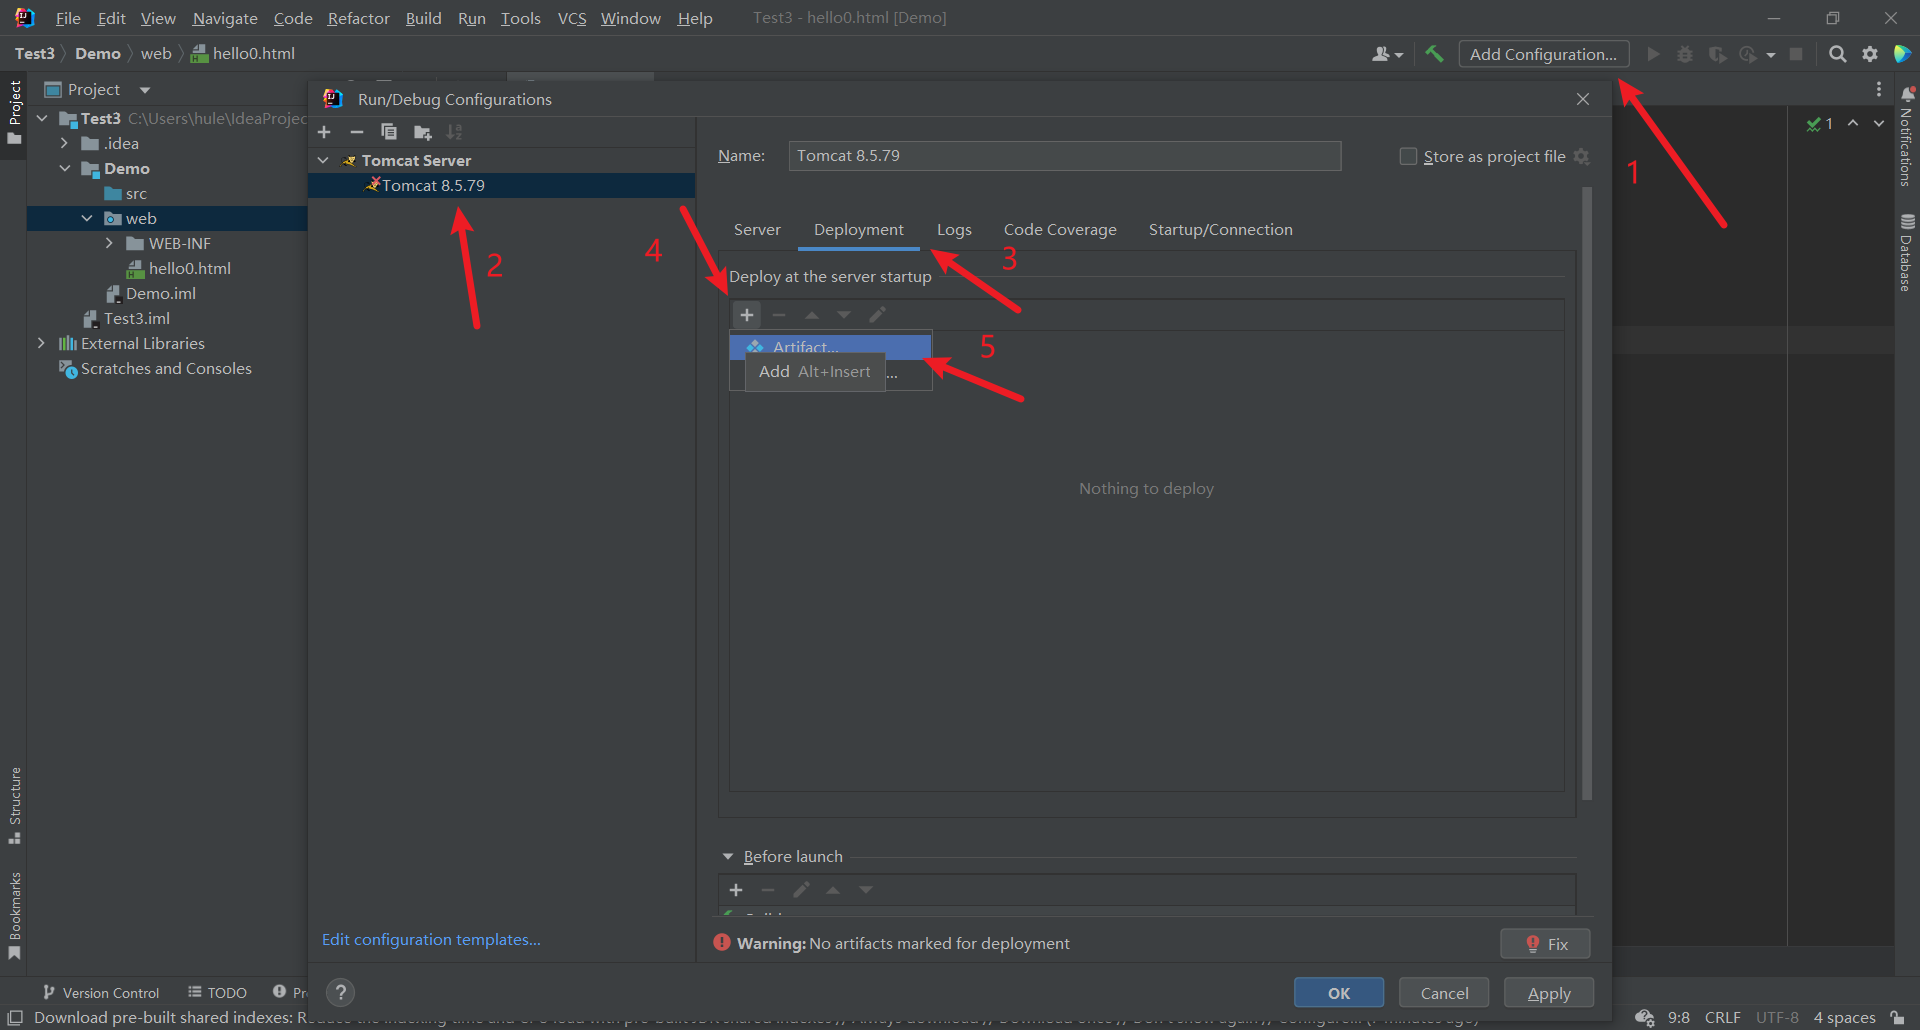 File Edit View Navigate Code Refactor Build Run Tools VCS Window Help Test3 - hello0.html [Demo]
Test3 Demo web hello0.html Add Configuration...
Project
Project
Run/Debug Configurations
Test3 C:\Users\hule\IdeaProjec
.idea
Demo
src
web
WEB-INF
hello0.html
Demo.iml
Test3.iml
External Libraries
Scratches and Consoles
Tomcat Server
Tomcat 8.5.79
Name: Tomcat 8.5.79 Store as project file
Server Deployment Logs Code Coverage Startup/Connection
Deploy at the server startup
Artifact...
Add Alt+Insert ...
Nothing to deploy
1
2
3
4
5
1
Notifications
Database
Structure
Bookmarks
Before launch
Edit configuration templates...
Warning: No artifacts marked for deployment Fix
? OK Cancel Apply
Version Control TODO
Download pre-built shared indexes:
9:8 CRLF UTF-8 4 spaces